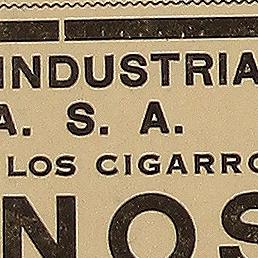 INDUSTRIA
A. S. A.
LOS CIGARRO
NOS